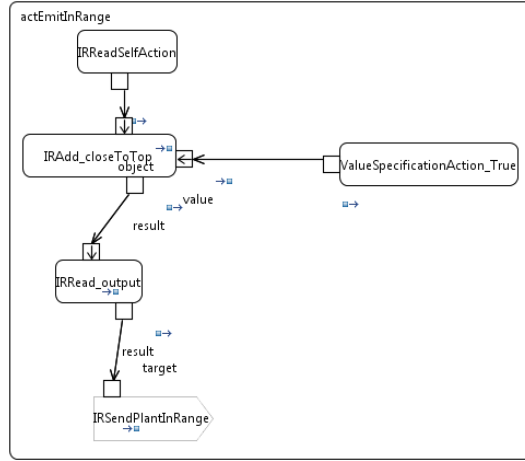 actEmitInRange
IRReadSelfAction
IRAdd_closeToTop
object
ValueSpecificationAction_True
value
result
IRRead_output
result
target
IRSendPlantInRange